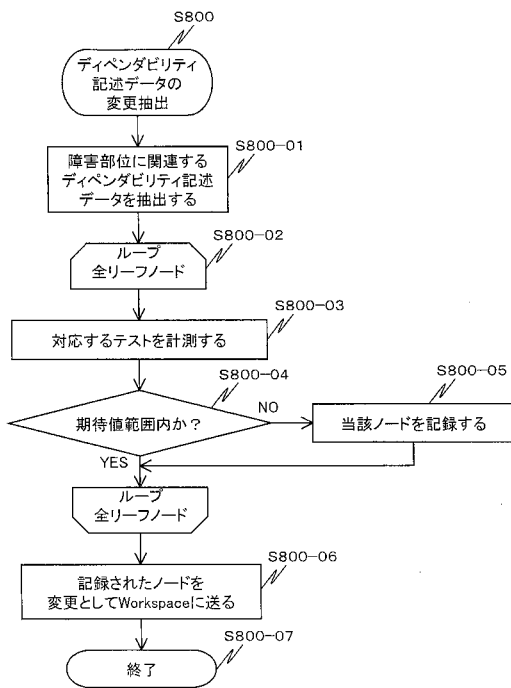 S800
ディペンダビリティ
記述データの
変更抽出
S800-01
障害部位に関連する
ディペンダビリティ記述
データを抽出する
S800-02
ループ
全リーフノード
S800-03
対応するテストを計測する
S800-04
期待値範囲内か?
NO
S800-05
当該ノードを記録する
YES
ループ
全リーフノード
S800-06
記録されたノードを
変更としてWorkspaceに送る
S800-07
終了